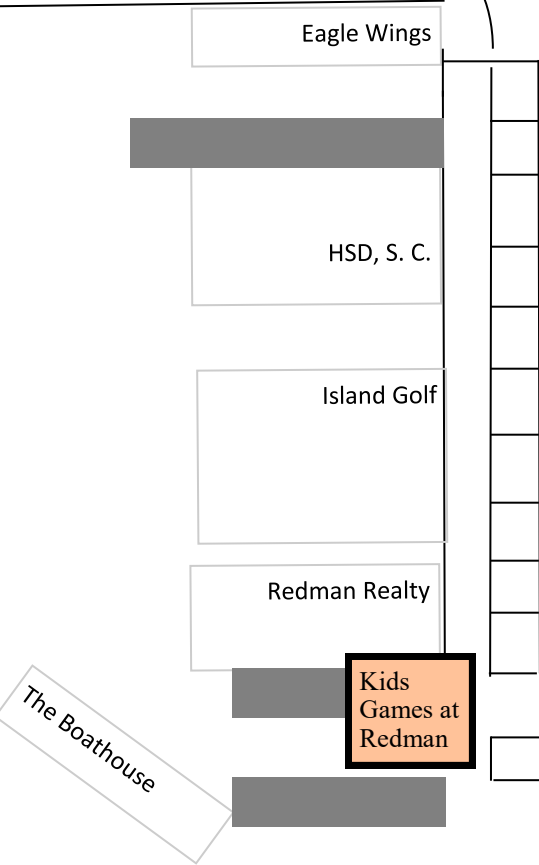 Eagle Wings
HSD, S. C.
Island Golf
Redman Realty
Kids
Games at
Redman
The Boathouse